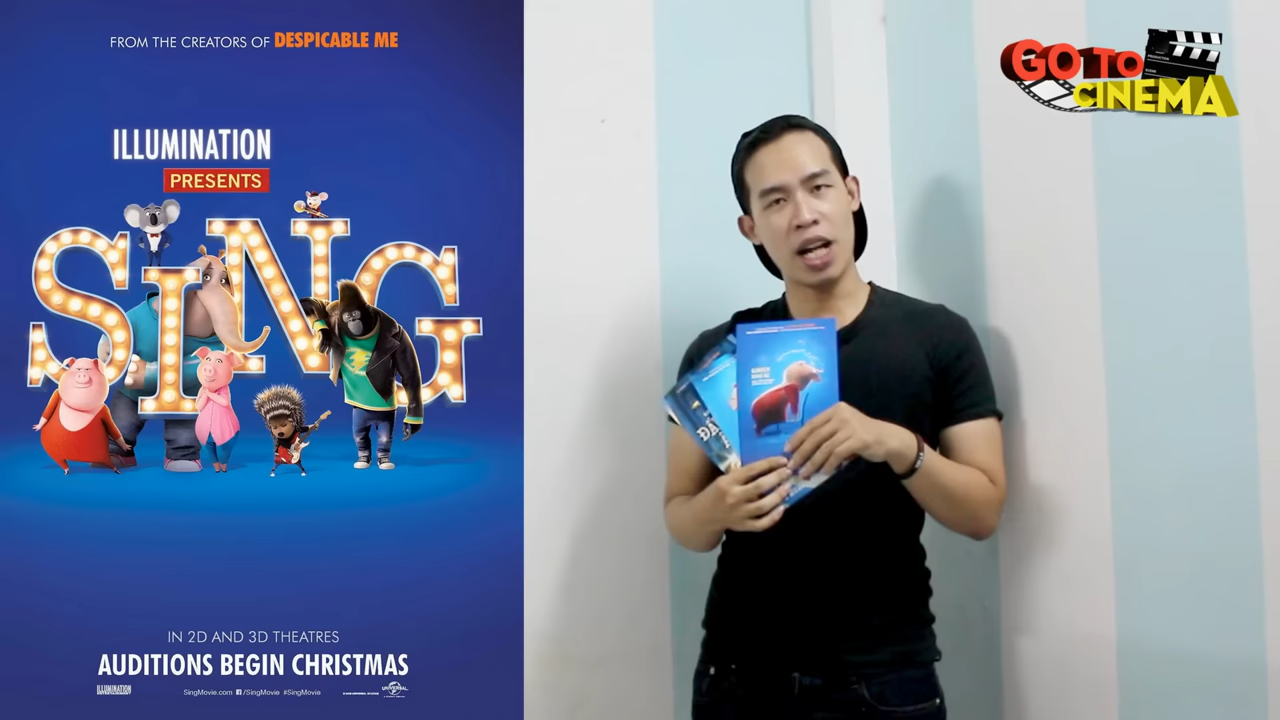 FROM THE CREATORS OF DESPICABLE ME
ILLUMINATION
PRESENTS
SING
IN 2D AND 3D THEATRES
AUDITIONS BEGIN CHRISTMAS
ILLUMINATION
SingMovie.com f/SingMovie #SingMovie
UNIVERSAL
GO TO
CINEMA